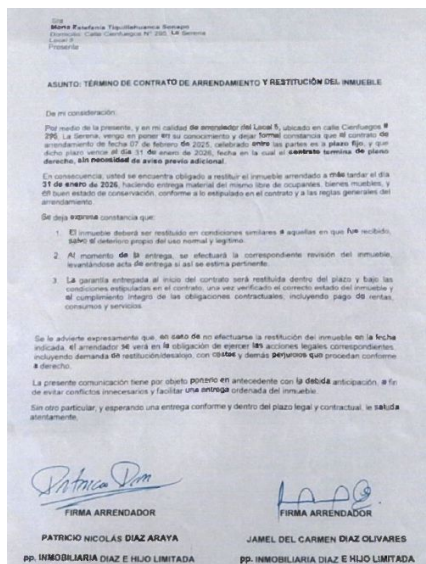 Sra.
Marta Estefanía Tiquillahuanca Sonapo
Domicilio: Calle Cienfuegos N° 290, La Serena
Local 5
Presente
ASUNTO: TÉRMINO DE CONTRATO DE ARRENDAMIENTO Y RESTITUCIÓN DEL INMUEBLE
De mi consideración:
Por medio de la presente, y en mi calidad de arrendador del Local 5, ubicado en calle Cienfuegos #
290, La Serena, vengo en poner en su conocimiento y dejar formal constancia que el contrato de
arrendamiento de fecha 07 de febrero de 2025, celebrado entre las partes es a plazo fijo, y que
dicho plazo vence el día 31 de enero de 2026, fecha en la cual el contrato termina de pleno
derecho, sin necesidad de aviso previo adicional.
En consecuencia, usted se encuentra obligado a restituir el inmueble arrendado a más tardar el día
31 de enero de 2026, haciendo entrega material del mismo libre de ocupantes, bienes muebles, y
en buen estado de conservación, conforme a lo estipulado en el contrato y a las reglas generales del
arrendamiento.
Se deja expresa constancia que:
1. El inmueble deberá ser restituido en condiciones similares a aquellas en que fue recibido,
salvo el deterioro propio del uso normal y legítimo.
2. Al momento de la entrega, se efectuará la correspondiente revisión del inmueble,
levantándose acta de entrega si así se estima pertinente.
3. La garantía entregada al inicio del contrato será restituida dentro del plazo y bajo las
condiciones estipuladas en el contrato, una vez verificado el correcto estado del inmueble y
el cumplimiento íntegro de las obligaciones contractuales, incluyendo pago de rentas,
consumos y servicios.
Se le advierte expresamente que, en caso de no efectuarse la restitución del inmueble en la fecha
indicada, el arrendador se verá en la obligación de ejercer las acciones legales correspondientes,
incluyendo demanda de restitución/desalojo, con costas y demás perjuicios que procedan conforme
a derecho.
La presente comunicación tiene por objeto ponerlo en antecedente con la debida anticipación, a fin
de evitar conflictos innecesarios y facilitar una entrega ordenada del inmueble.
Sin otro particular, y esperando una entrega conforme y dentro del plazo legal y contractual, le saluda
atentamente,
FIRMA ARRENDADOR FIRMA ARRENDADOR
PATRICIO NICOLÁS DIAZ ARAYA JAMEL DEL CARMEN DIAZ OLIVARES
pp. INMOBILIARIA DIAZ E HIJO LIMITADA pp. INMOBILIARIA DIAZ E HIJO LIMITADA